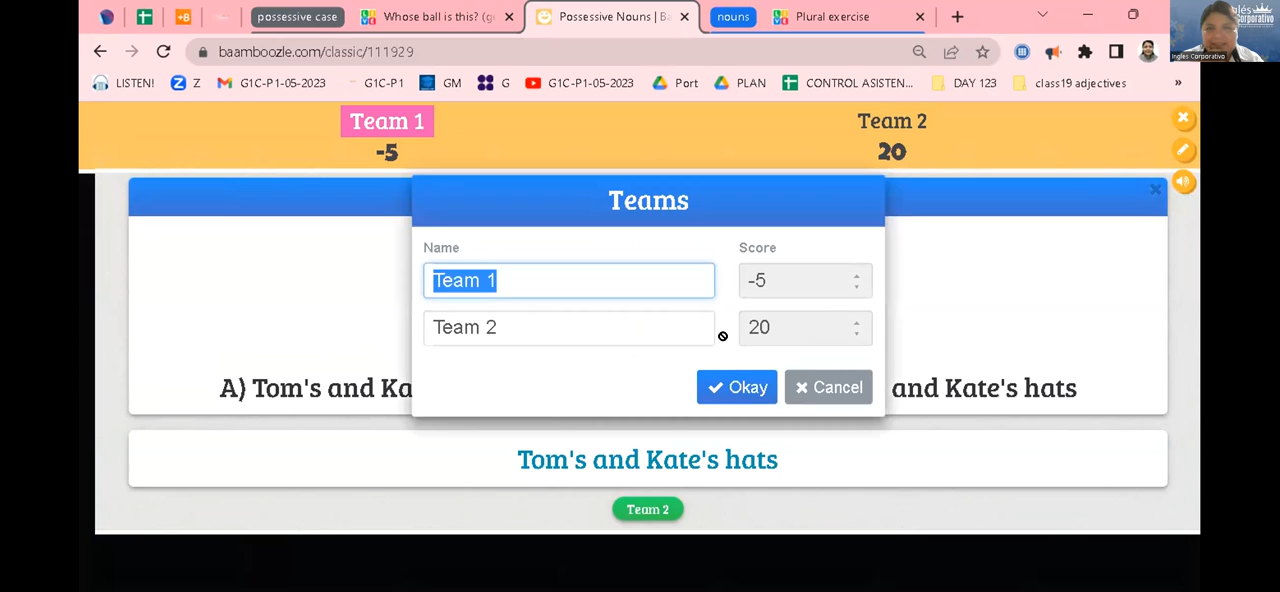 possessive case
Whose ball is this? (g
Possessive Nouns | Ba
nouns
Plural exercise
baamboozle.com/classic/111929
LISTEN!
Z
G1C-P1-05-2023
G1C-P1
GM
G
G1C-P1-05-2023
Port
PLAN
CONTROL ASISTEN...
DAY 123
class19 adjectives
»
Inglés Corporativo
Team 1
-5
Team 2
20
Teams
Name
Score
Team 1
-5
Team 2
20
Okay
Cancel
A) Tom's and Ka
and Kate's hats
Tom's and Kate's hats
Team 2